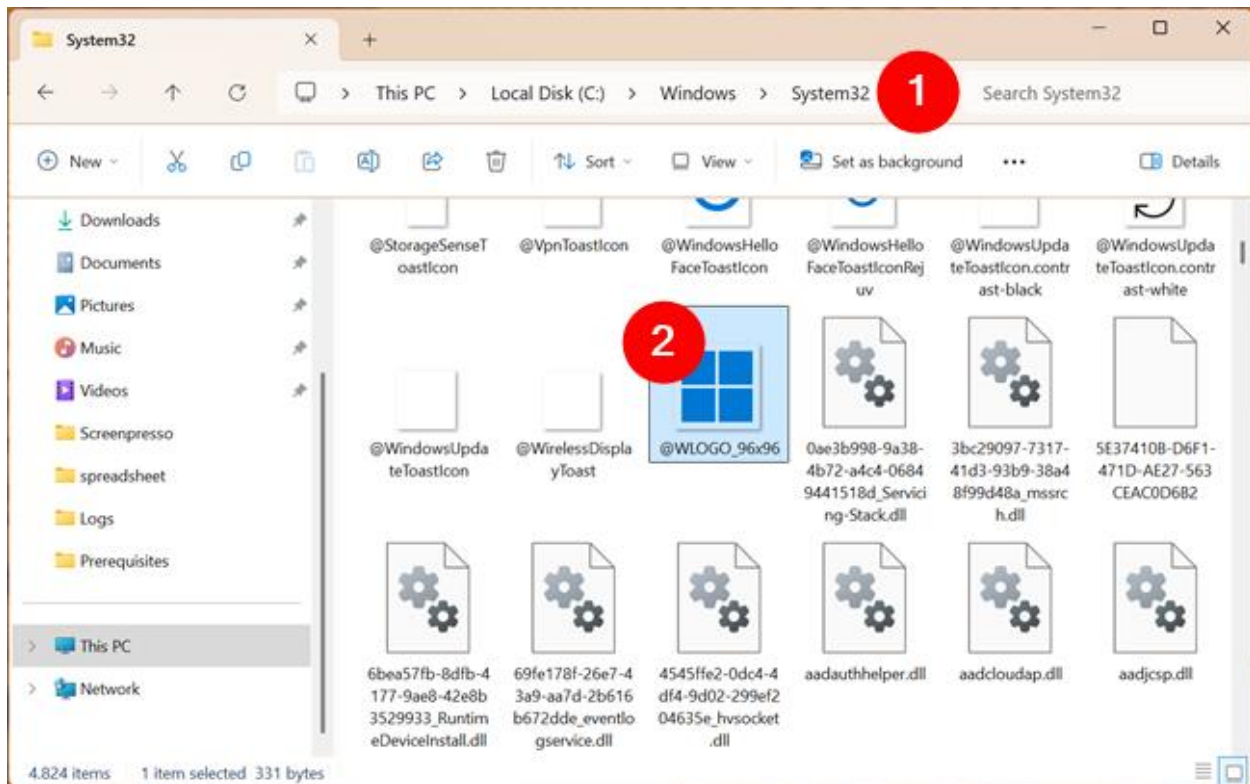 System32
This PC > Local Disk (C:) > Windows > System32 1 Search System32
New Sort View Set as background ... Details
Downloads
Documents
Pictures
Music
Videos
Screenpresso
spreadsheet
Logs
Prerequisites
This PC
Network
@StorageSenseT
oastIcon
@VpnToastIcon
@WindowsHello
FaceToastIcon
@WindowsHello
FaceToastIconRej
uv
@WindowsUpda
teToastIcon.contr
ast-black
@WindowsUpda
teToastIcon.contr
ast-white
@WindowsUpda
teToastIcon
@WirelessDispla
yToast
2
@WLOGO_96x96
0ae3b998-9a38-
4b72-a4c4-0684
9441518d_Servici
ng-Stack.dll
3bc29097-7317-
41d3-93b9-38a4
8f99d48a_mssrc
h.dll
5E37410B-D6F1-
471D-AE27-563
CEAC0D6B2
6bea57fb-8dfb-4
177-9ae8-42e8b
3529933_Runtim
eDeviceInstall.dll
69fe178f-26e7-4
3a9-aa7d-2b616
b672dde_eventlo
gservice.dll
4545ffe2-0dc4-4
df4-9d02-299ef2
04635e_hvsocket
.dll
aadauthhelper.dll
aadcloudap.dll
aadjcsp.dll
4.824 items 1 item selected 331 bytes